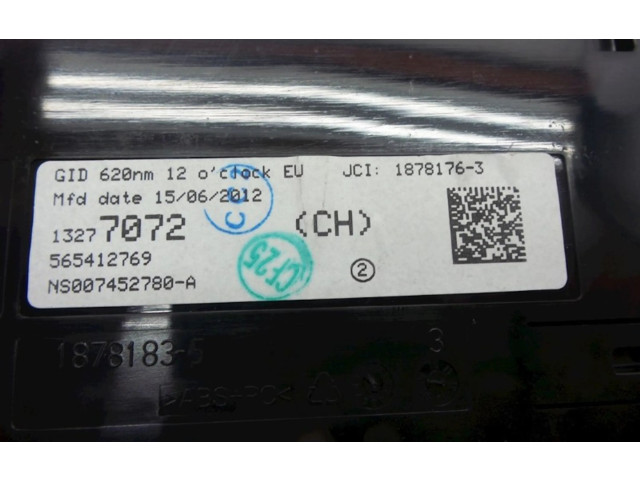 GID 620nm 12 o'clock EU JCI: 1878176-3
Mfd date 15/06/2012
13277072 (CH)
565412769
NS007452780-A
2
CF25
1878183-5
3
>ABS+PC<